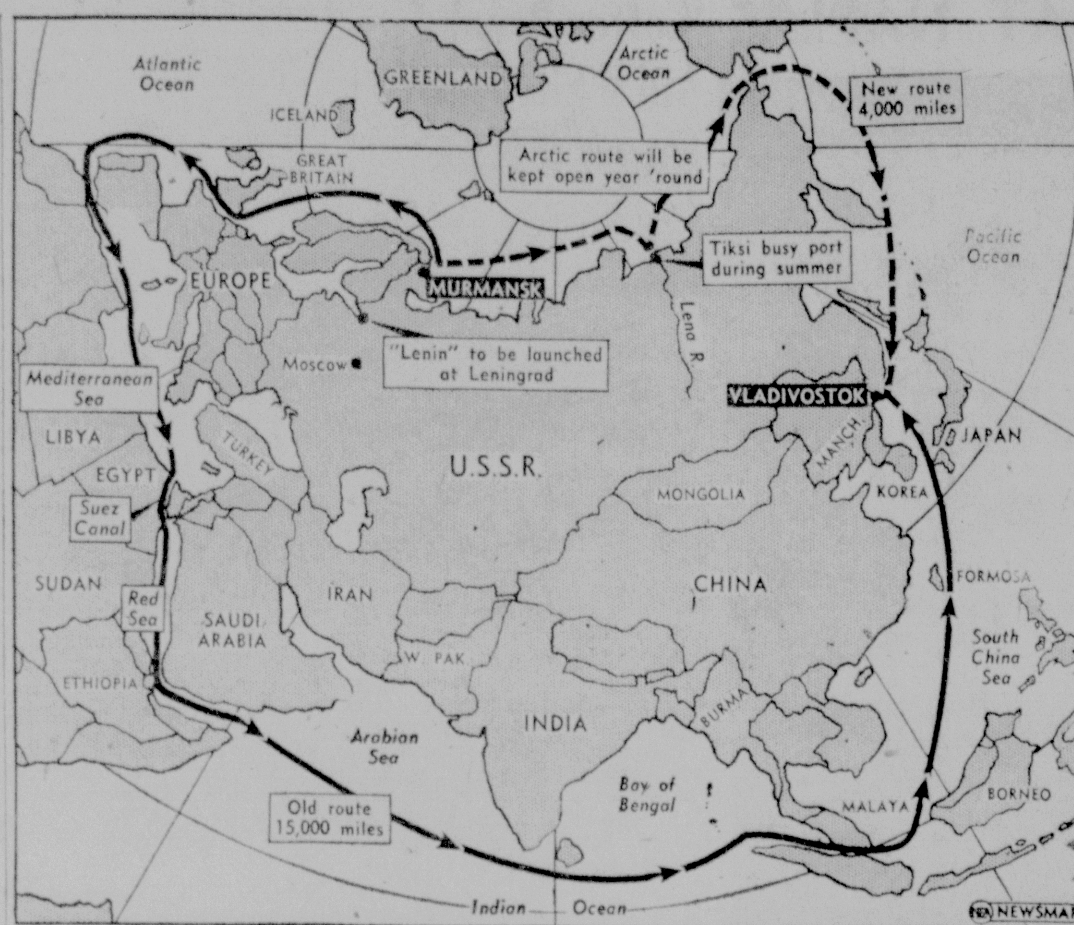 Atlantic
Ocean
GREENLAND
Arctic
Ocean
New route
4,000 miles
ICELAND
GREAT
BRITAIN
Arctic route will be
kept open year 'round
Pacific
Ocean
Tiksi busy port
during summer
EUROPE
MURMANSK
Lena R.
"Lenin" to be launched
at Leningrad
Moscow
Mediterranean
Sea
VLADIVOSTOK
LIBYA
TURKEY
MANCH.
JAPAN
EGYPT
U.S.S.R.
MONGOLIA
KOREA
Suez
Canal
SUDAN
Red
Sea
IRAN
CHINA
FORMOSA
SAUDI
ARABIA
South
China
Sea
W. PAK.
ETHIOPIA
INDIA
BURMA
Arabian
Sea
Bay of
Bengal
Old route
15,000 miles
MALAYA
BORNEO
Indian Ocean
NEA NEWSMAP